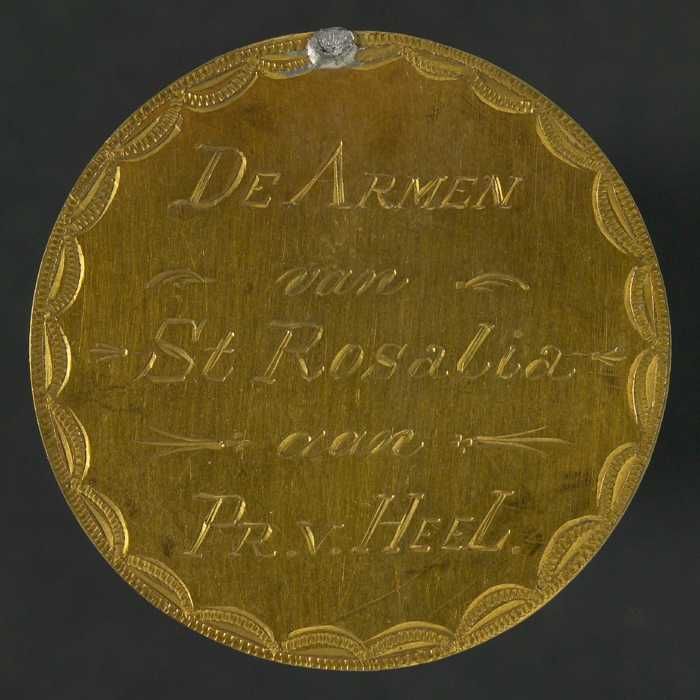 De Armen
van
St Rosalia
aan
Pr. v. Heel.